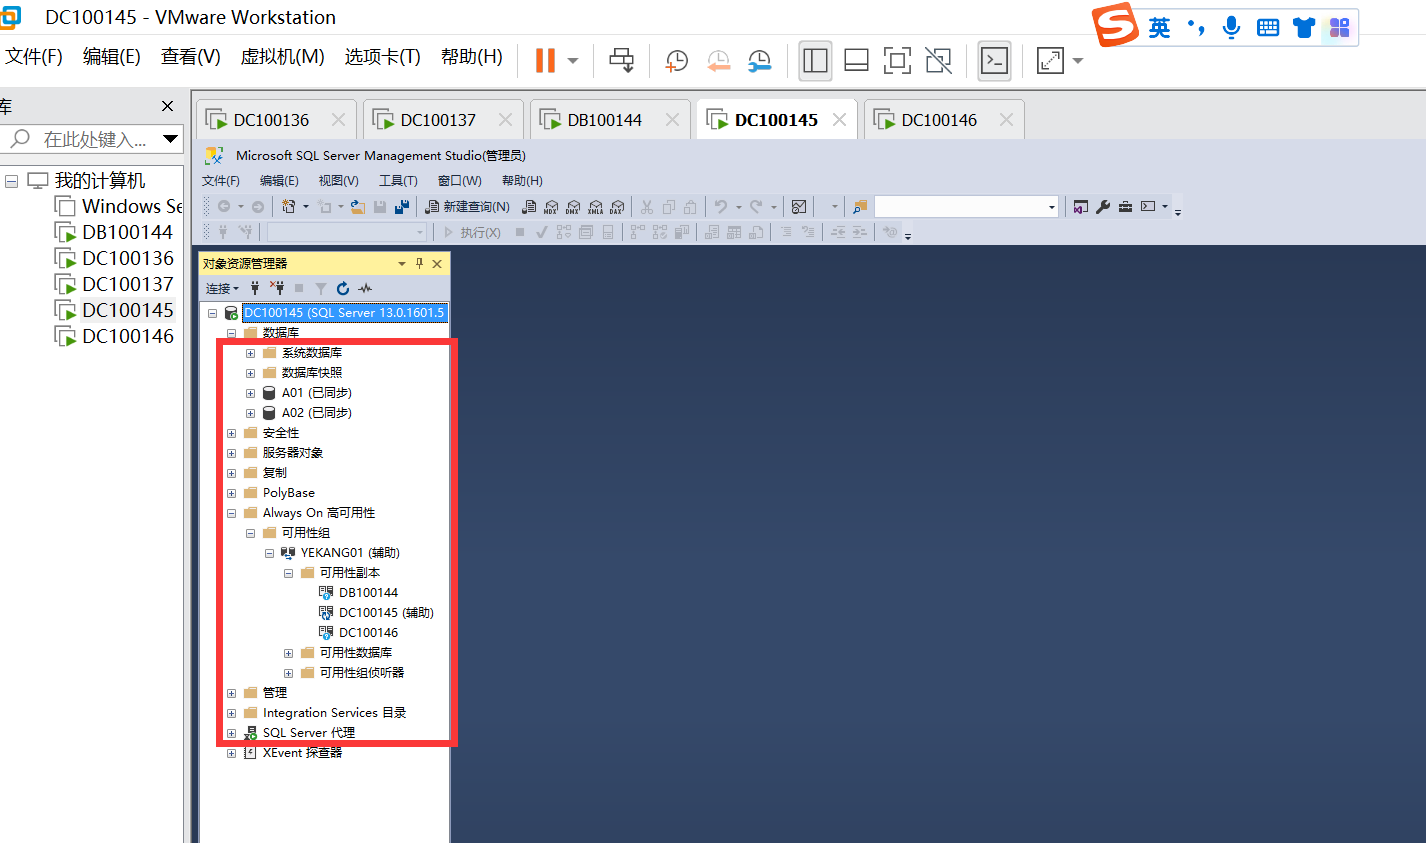 DC100145 - VMware Workstation
英
文件(F) 编辑(E) 查看(V) 虚拟机(M) 选项卡(T) 帮助(H)
库
在此处键入...
我的计算机
Windows Se
DB100144
DC100136
DC100137
DC100145
DC100146
DC100136 DC100137 DB100144 DC100145 DC100146
Microsoft SQL Server Management Studio(管理员)
文件(F) 编辑(E) 视图(V) 工具(T) 窗口(W) 帮助(H)
新建查询(N) MDX DMX XMLA DAX
执行(X)
对象资源管理器
连接
DC100145 (SQL Server 13.0.1601.5
数据库
系统数据库
数据库快照
A01 (已同步)
A02 (已同步)
安全性
服务器对象
复制
PolyBase
Always On 高可用性
可用性组
YEKANG01 (辅助)
可用性副本
DB100144
DC100145 (辅助)
DC100146
可用性数据库
可用性组侦听器
管理
Integration Services 目录
SQL Server 代理
XEvent 探查器